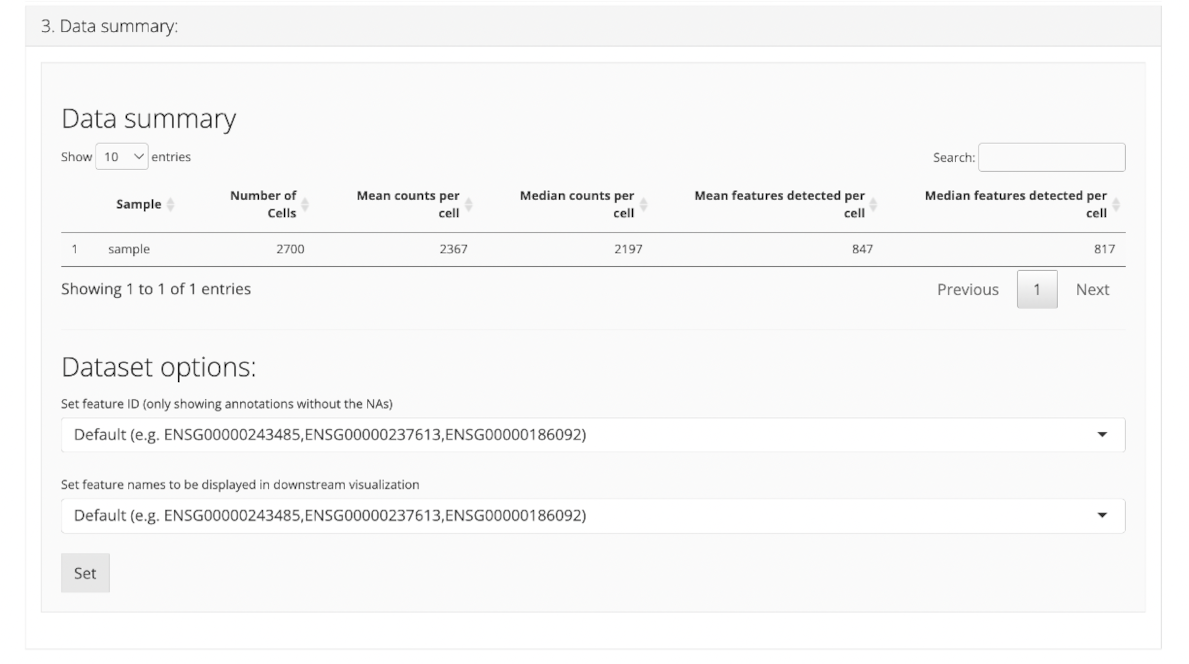 3. Data summary:
Data summary
Show 10 entries
Search:
Sample Number of Cells Mean counts per cell Median counts per cell Mean features detected per cell Median features detected per cell
1 sample 2700 2367 2197 847 817
Showing 1 to 1 of 1 entries
Previous 1 Next
Dataset options:
Set feature ID (only showing annotations without the NAs)
Default (e.g. ENSG00000243485,ENSG00000237613,ENSG00000186092)
Set feature names to be displayed in downstream visualization
Default (e.g. ENSG00000243485,ENSG00000237613,ENSG00000186092)
Set